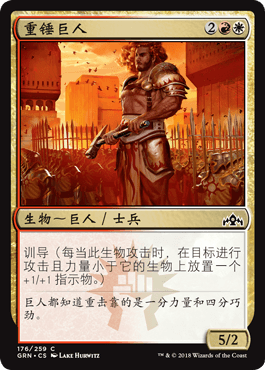 重锤巨人 2
生物～巨人 / 士兵
训导（每当此生物攻击时，在目标进行
攻击且力量小于它的生物上放置一个
+1/+1 指示物。）
巨人都知道重击靠的是一分力量和四分巧
劲。
5/2
176/259 C
GRN • CS LAKE HURWITZ
™ & © 2018 Wizards of the Coast